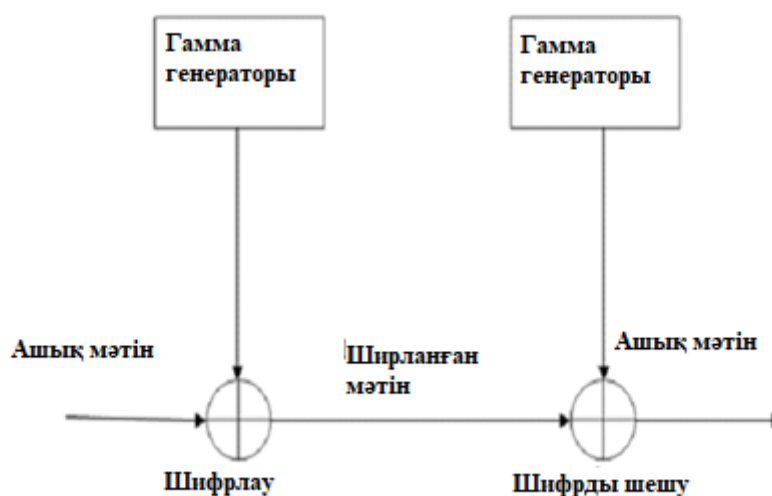 Гамма
генераторы
Гамма
генераторы
Ашық мәтін
Ширланған
мәтін
Ашық мәтін
Шифрлау
Шифрды шешу